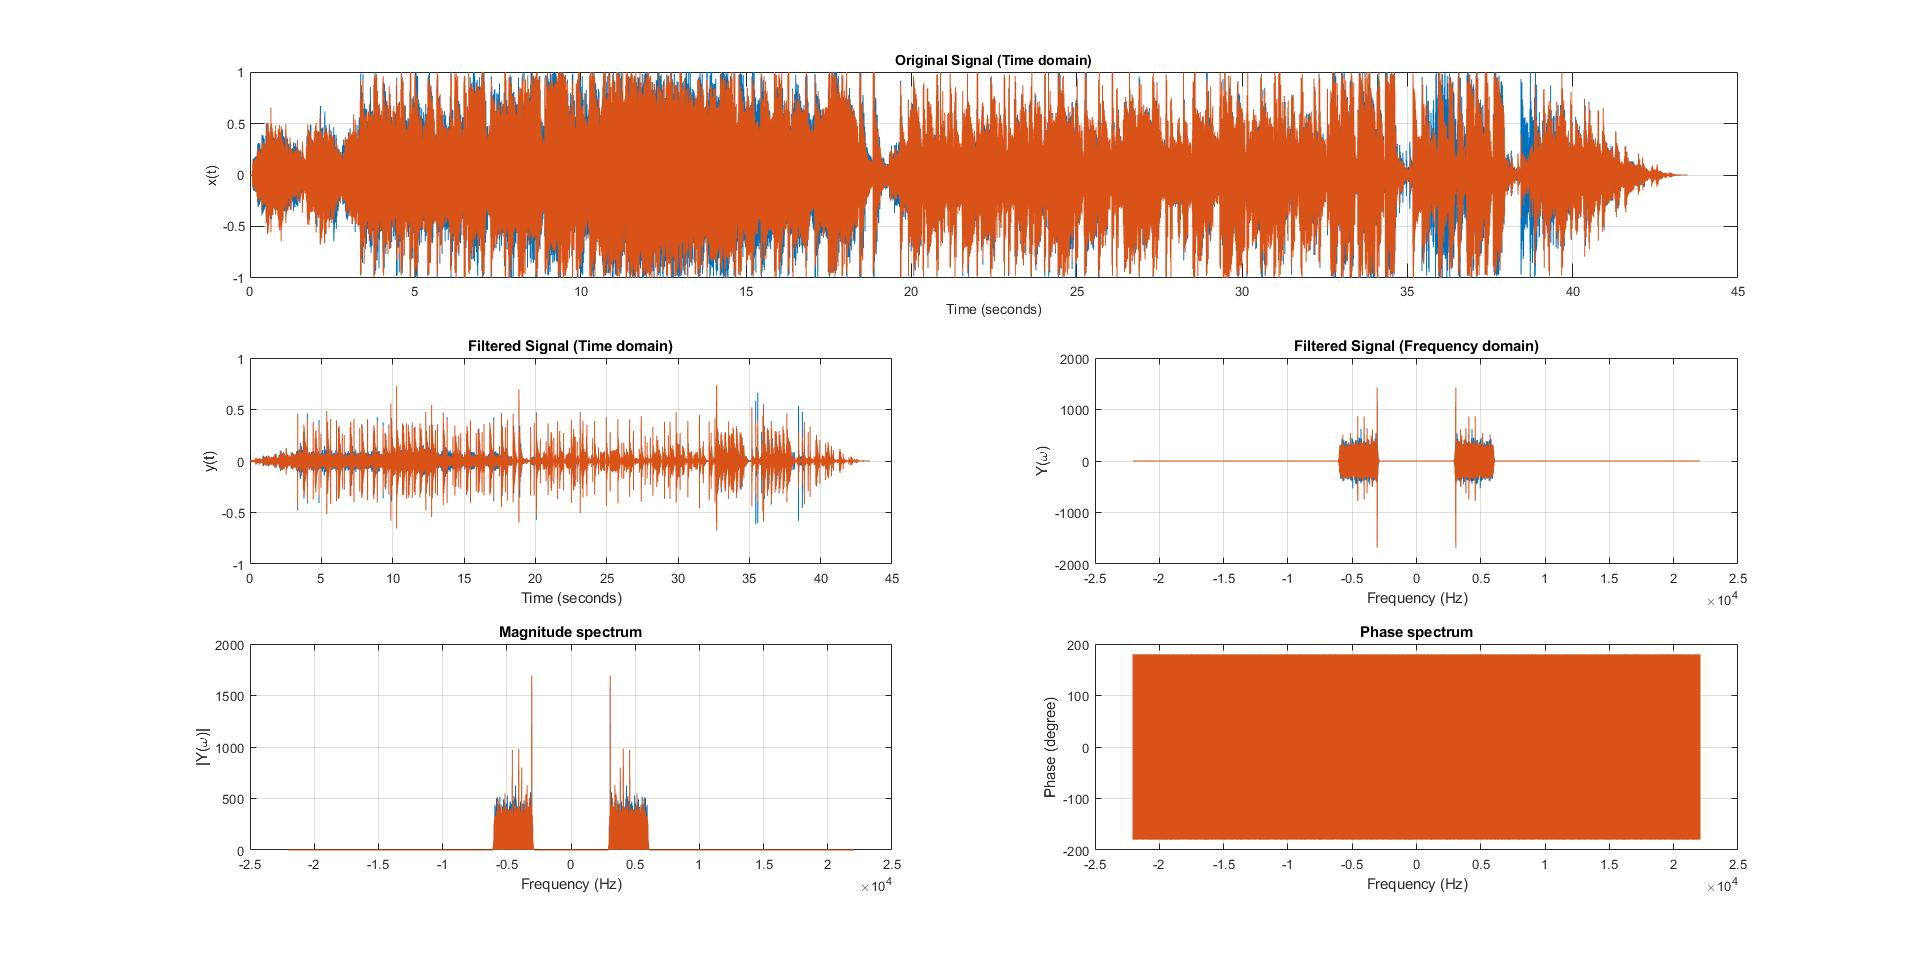 Original Signal (Time domain)
1
0.5
0
-0.5
-1
x(t)
0 5 10 15 20 25 30 35 40 45
Time (seconds)
Filtered Signal (Time domain)
1
0.5
0
-0.5
-1
y(t)
0 5 10 15 20 25 30 35 40 45
Time (seconds)
Filtered Signal (Frequency domain)
2000
1000
0
-1000
-2000
Y(ω)
-2.5 -2 -1.5 -1 -0.5 0 0.5 1 1.5 2 2.5
Frequency (Hz)
×10⁴
Magnitude spectrum
2000
1500
1000
500
0
|Y(ω)|
-2.5 -2 -1.5 -1 -0.5 0 0.5 1 1.5 2 2.5
Frequency (Hz)
×10⁴
Phase spectrum
200
100
0
-100
-200
Phase (degree)
-2.5 -2 -1.5 -1 -0.5 0 0.5 1 1.5 2 2.5
Frequency (Hz)
×10⁴